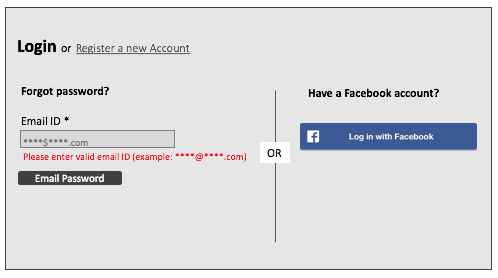 Login or Register a new Account
Forgot password?
Email ID *
****$****.com
Please enter valid email ID (example: ****@****.com)
Email Password
OR
Have a Facebook account?
f Log in with Facebook